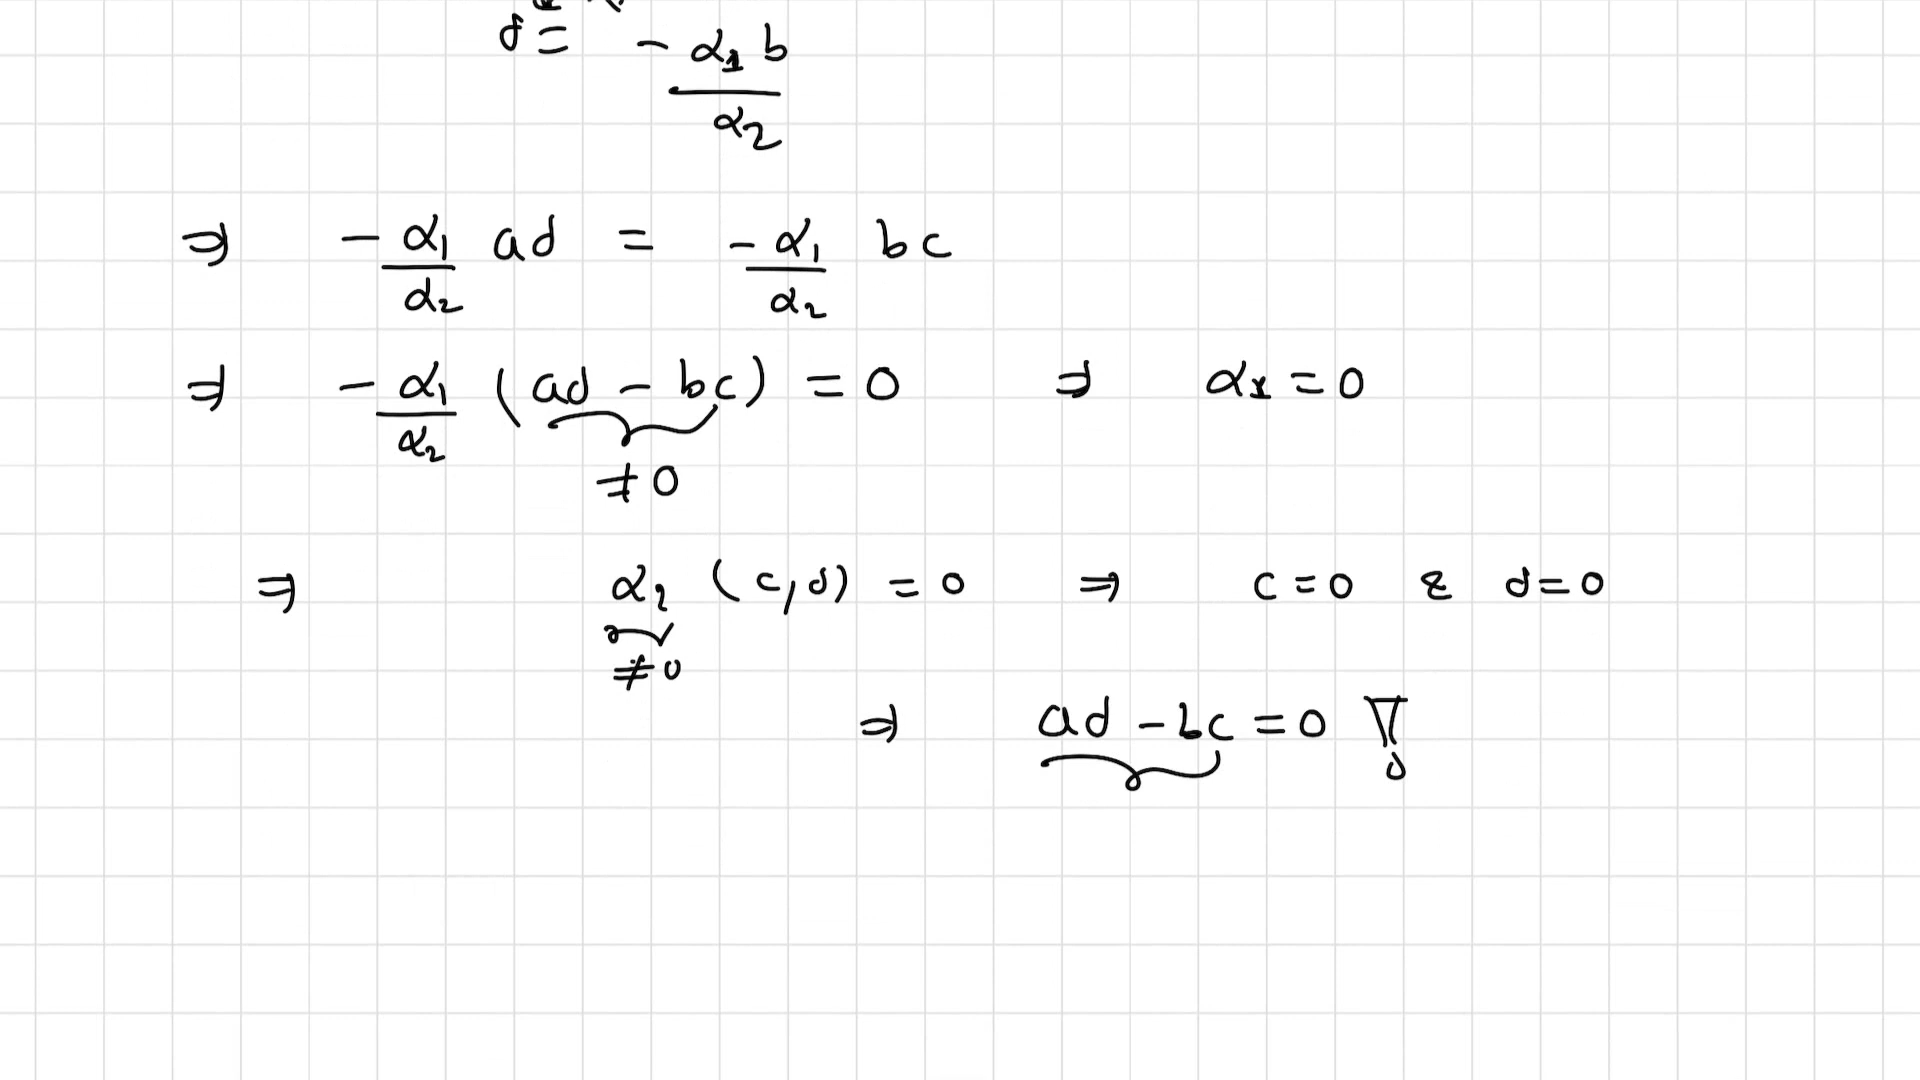 d = - α₁ b / α₂
⇒ - α₁/α₂ ad = - α₁/α₂ bc
⇒ - α₁/α₂ (ad - bc) = 0 ⇒ α₁ = 0
≠ 0
⇒ α₂ (c, d) = 0 ⇒ c = 0 & d = 0
≠ 0
⇒ ad - bc = 0 !